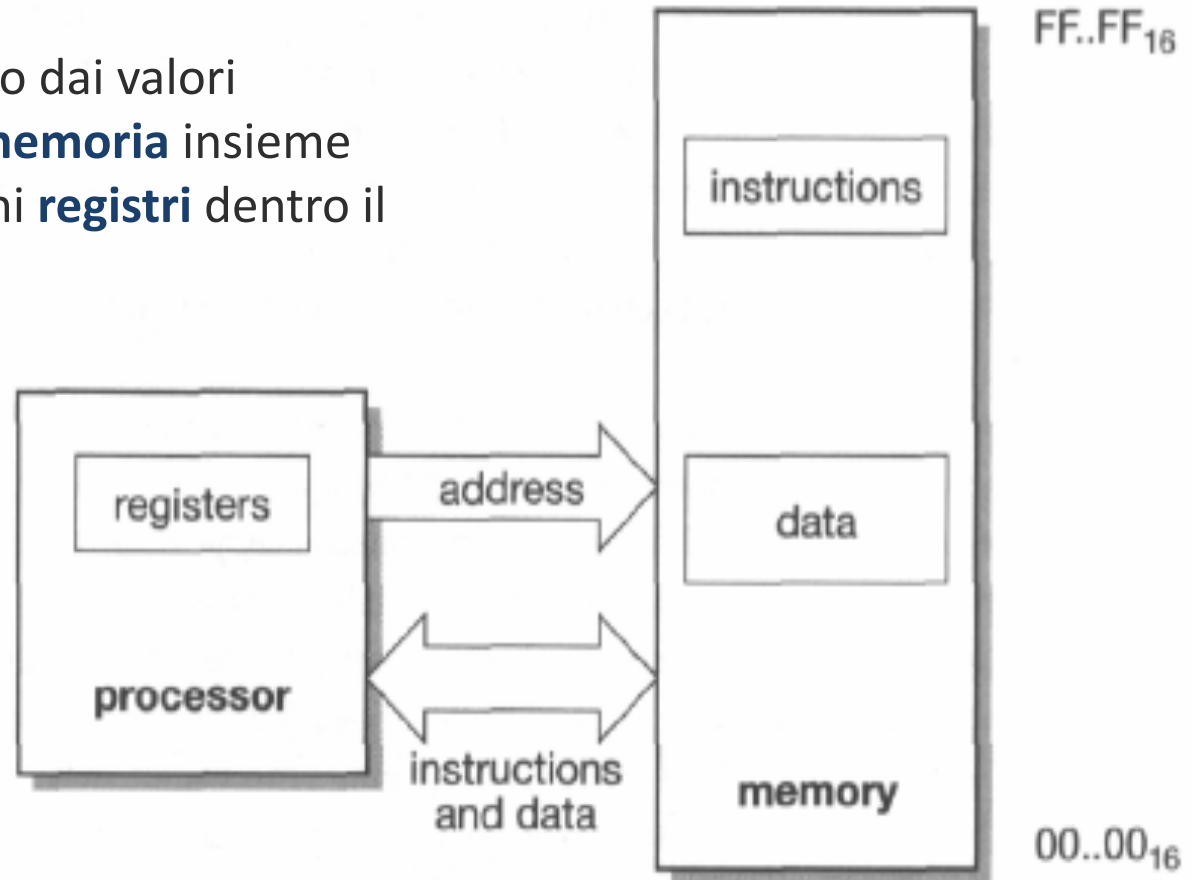 o dai valori
memoria insieme
ni registri dentro il
FF..FF₁₆
instructions
registers
address
data
processor
instructions
and data
memory
00..00₁₆